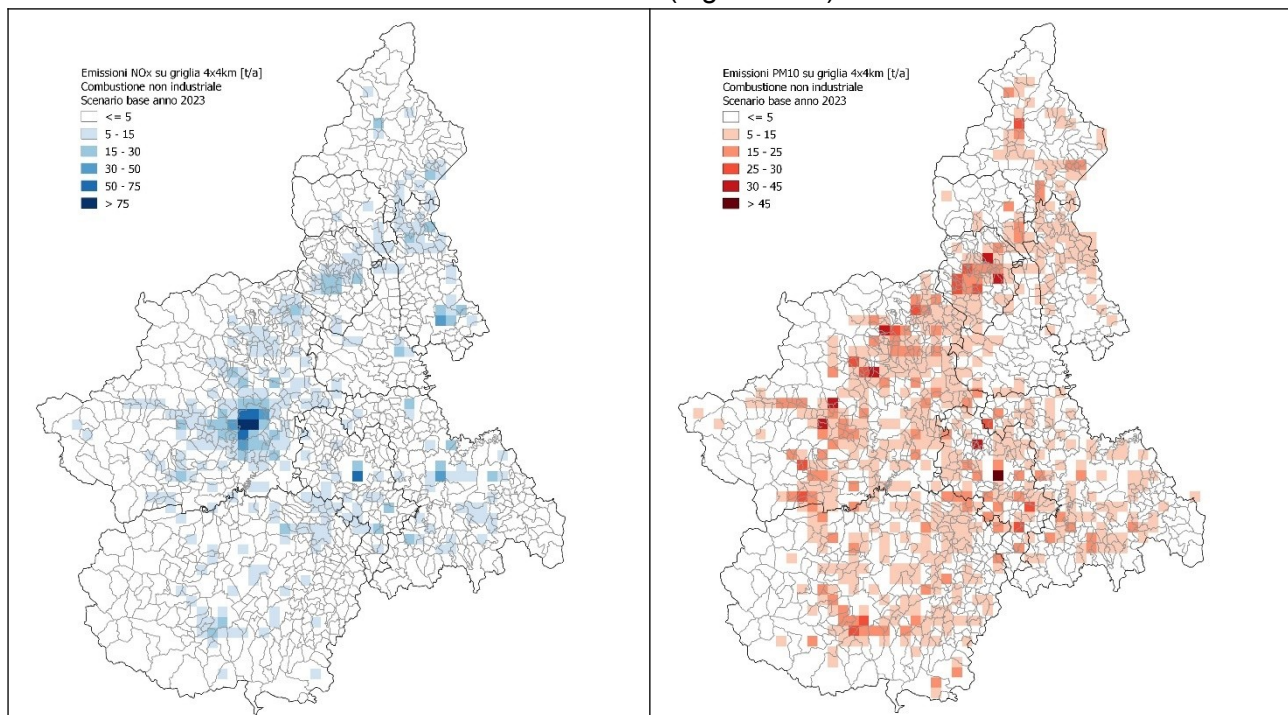 Emissioni NOx su griglia 4x4km [t/a]
Combustione non industriale
Scenario base anno 2023
<= 5
5 - 15
15 - 30
30 - 50
50 - 75
> 75
Emissioni PM10 su griglia 4x4km [t/a]
Combustione non industriale
Scenario base anno 2023
<= 5
5 - 15
15 - 25
25 - 30
30 - 45
> 45